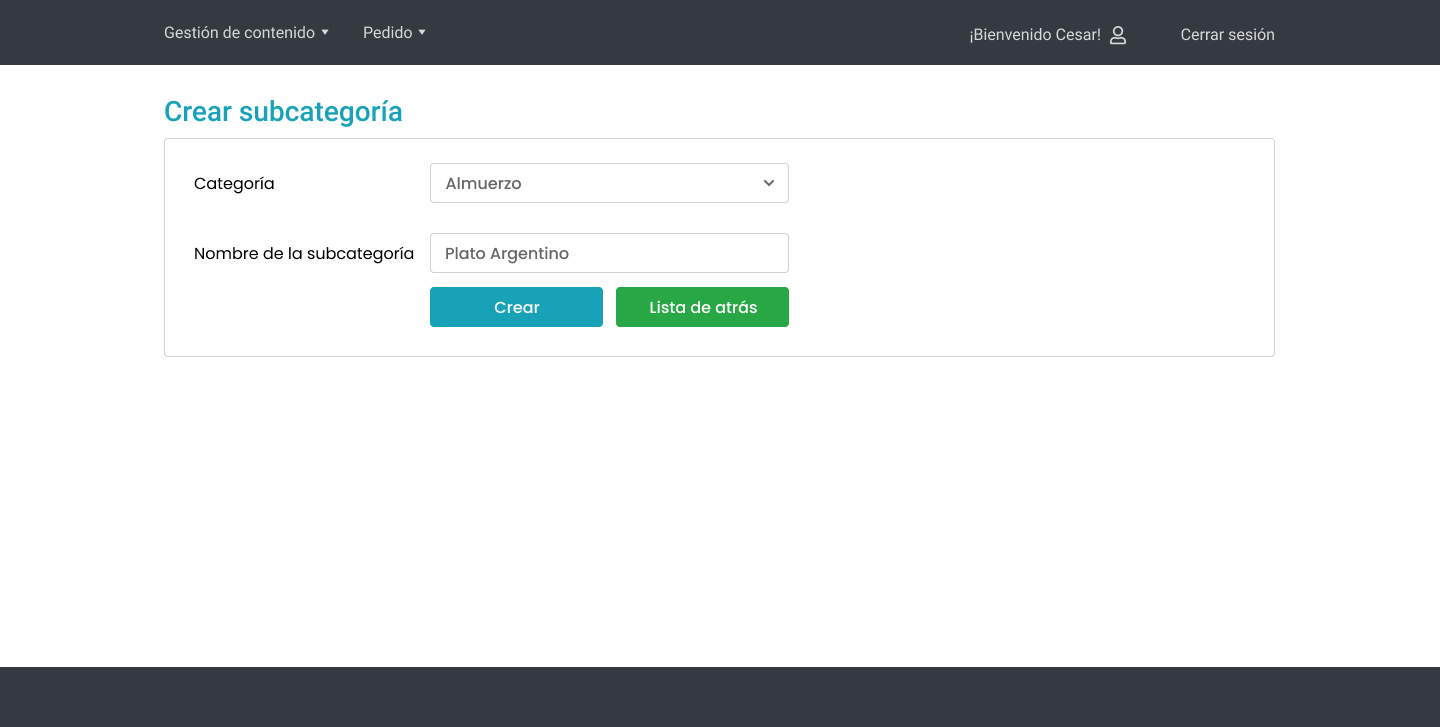 Gestión de contenido
Pedido
¡Bienvenido Cesar!
Cerrar sesión
Crear subcategoría
Categoría
Almuerzo
Nombre de la subcategoría
Plato Argentino
Crear
Lista de atrás